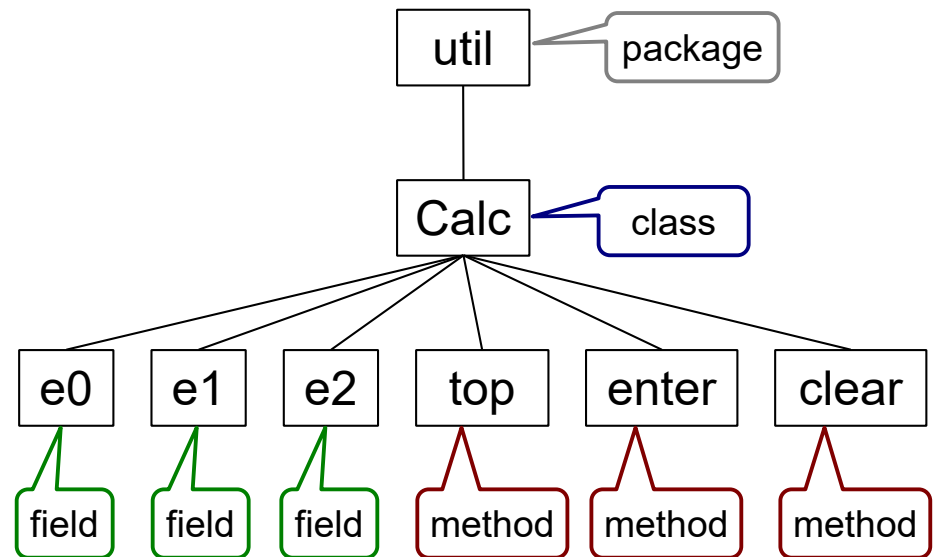 util
package
Calc
class
e0 e1 e2 top enter clear
field field field method method method